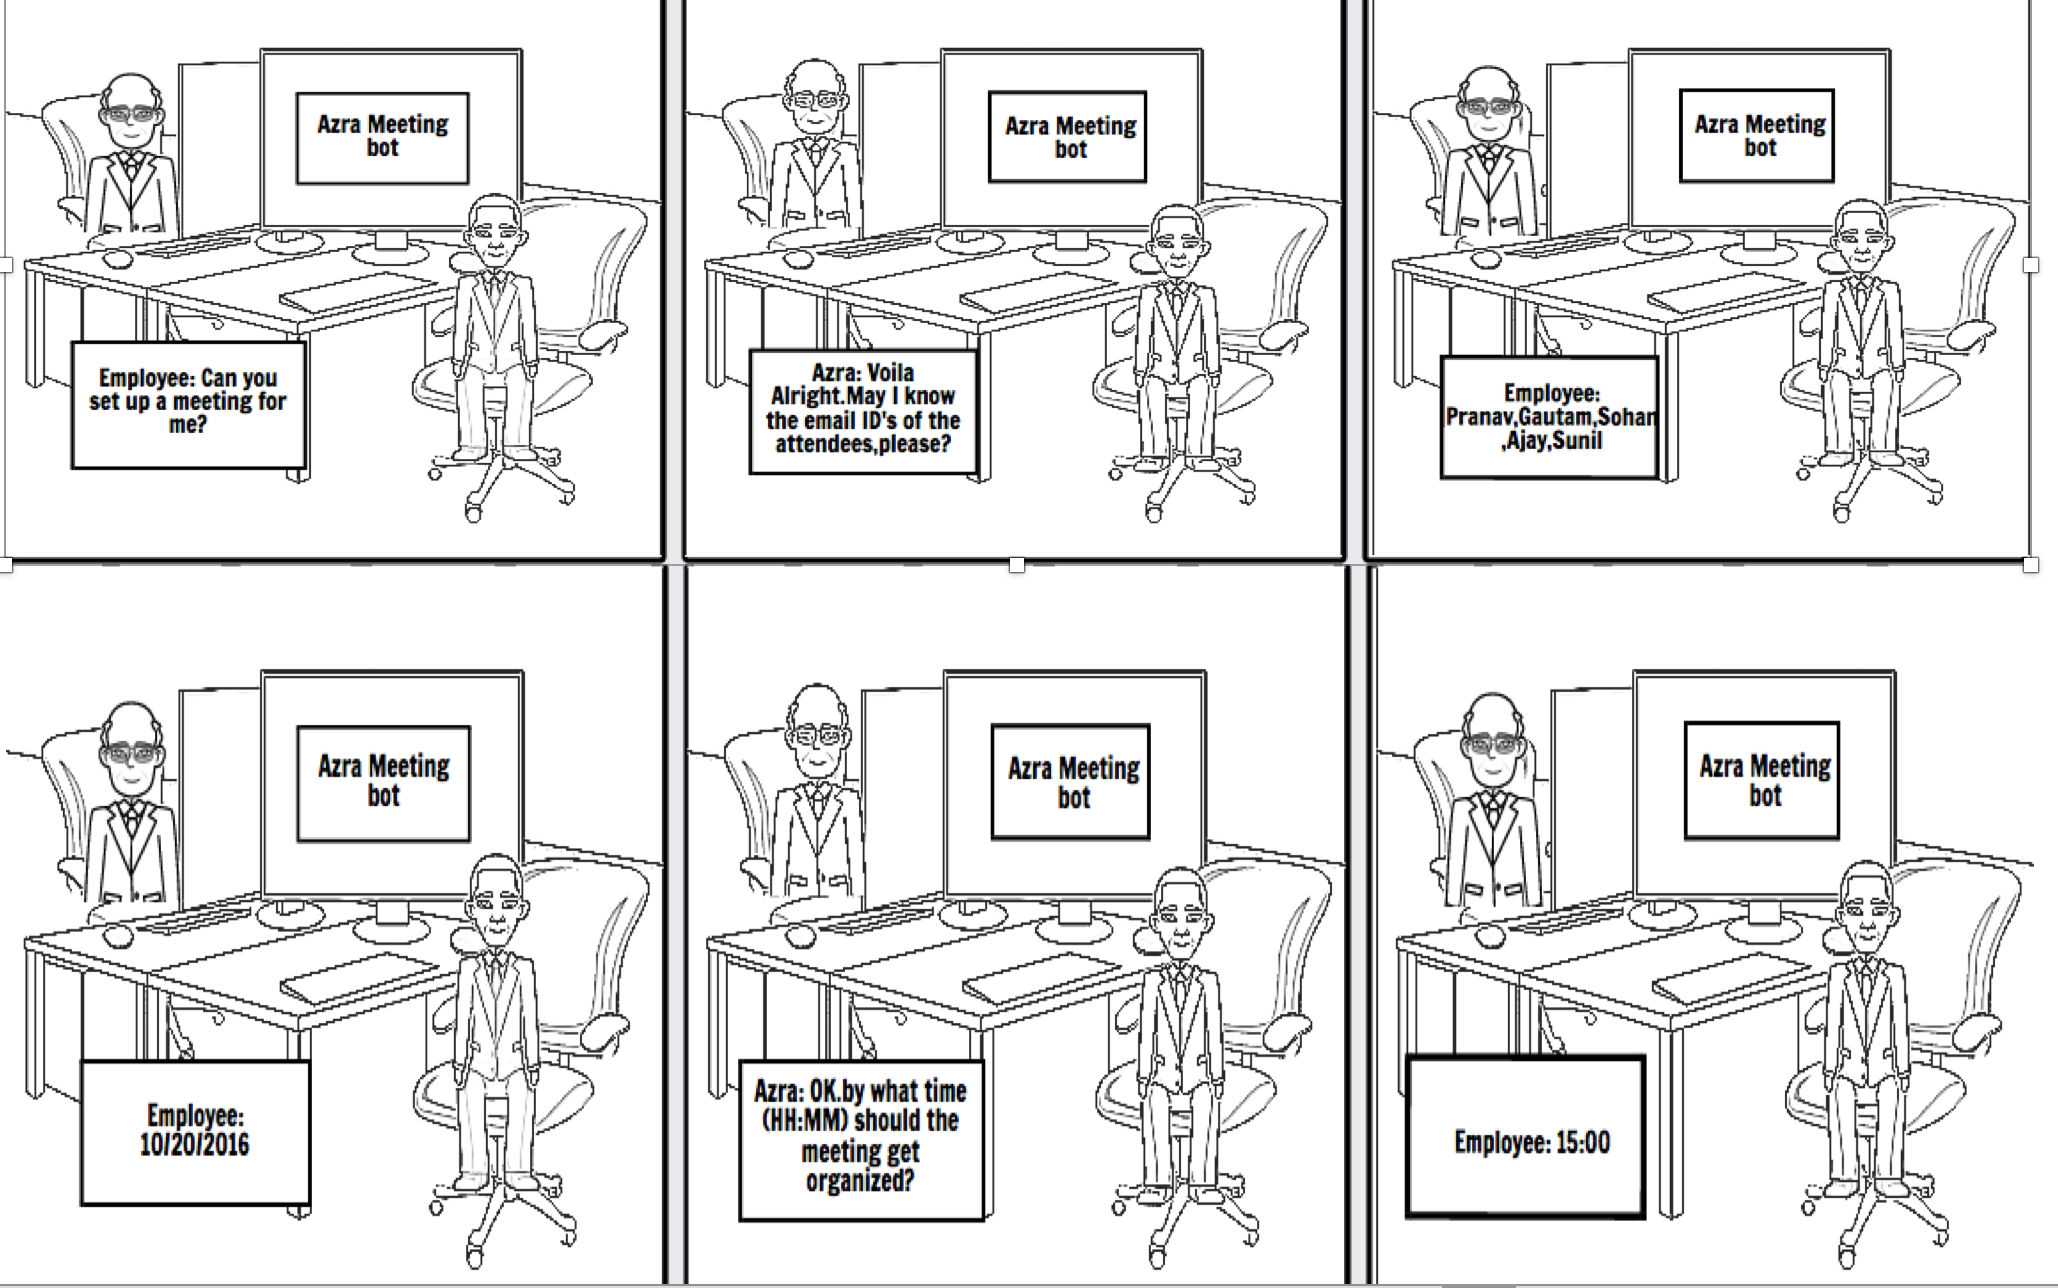 Azra Meeting
bot
Employee: Can you
set up a meeting for
me?
Azra Meeting
bot
Azra: Voila
Alright.May I know
the email ID's of the
attendees,please?
Azra Meeting
bot
Employee:
Pranav,Gautam,Sohan
,Ajay,Sunil
Azra Meeting
bot
Employee:
10/20/2016
Azra Meeting
bot
Azra: OK.by what time
(HH:MM) should the
meeting get
organized?
Azra Meeting
bot
Employee: 15:00